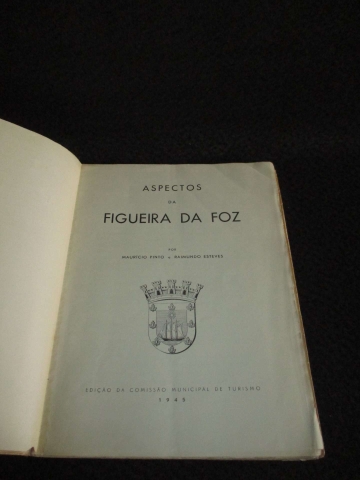 ASPECTOS
DA
FIGUEIRA DA FOZ
POR
MAURÍCIO PINTO E RAIMUNDO ESTEVES
EDIÇÃO DA COMISSÃO MUNICIPAL DE TURISMO
1945